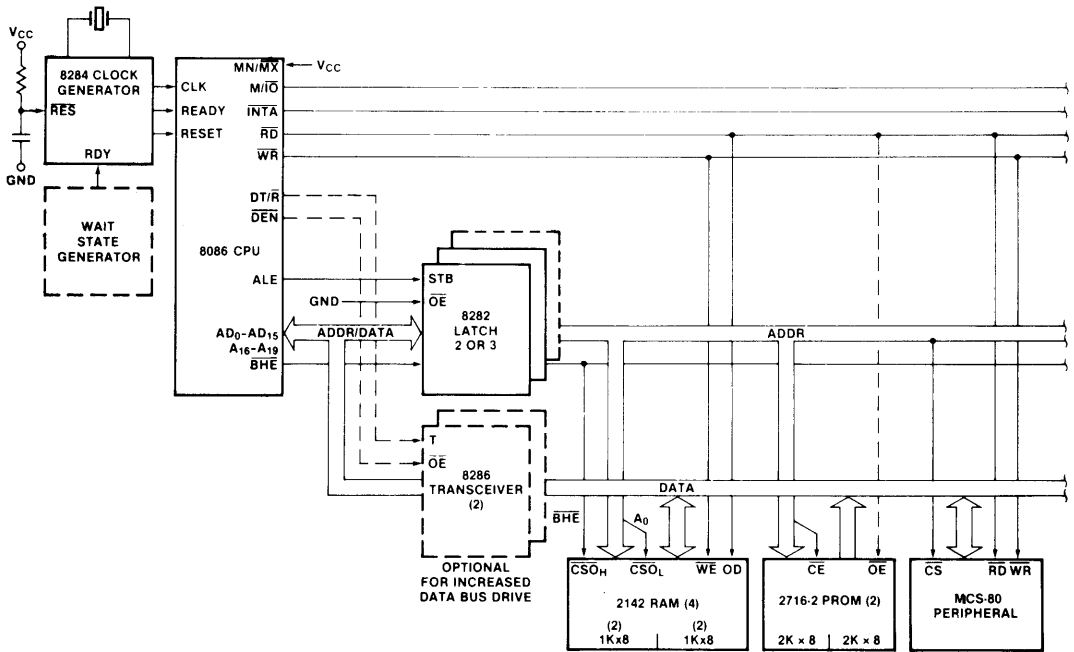 VCC
8284 CLOCK
GENERATOR
RES
RDY
GND
WAIT
STATE
GENERATOR
CLK
READY
RESET
MN/MX
VCC
M/IO
INTA
RD
WR
DT/R
DEN
8086 CPU
ALE
AD0-AD15
A16-A19
BHE
ADDR/DATA
GND
STB
OE
8282
LATCH
2 OR 3
ADDR
T
OE
8286
TRANSCEIVER
(2)
OPTIONAL
FOR INCREASED
DATA BUS DRIVE
DATA
BHE
A0
CSOH
CSOL
WE OD
2142 RAM (4)
(2) (2)
1Kx8 1Kx8
CE
OE
2716-2 PROM (2)
2K × 8 2K × 8
CS
RD WR
MCS-80
PERIPHERAL